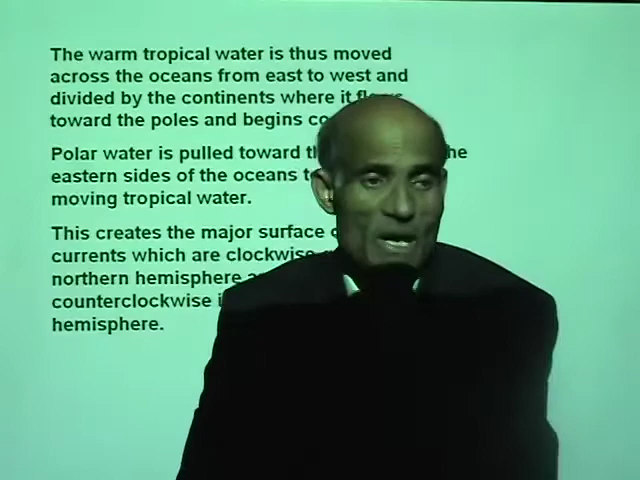 The warm tropical water is thus moved
across the oceans from east to west and
divided by the continents where it flows
toward the poles and begins
Polar water is pulled toward the
eastern sides of the oceans
moving tropical water.
This creates the major surface
currents which are clockwise
northern hemisphere
counterclockwise
hemisphere.